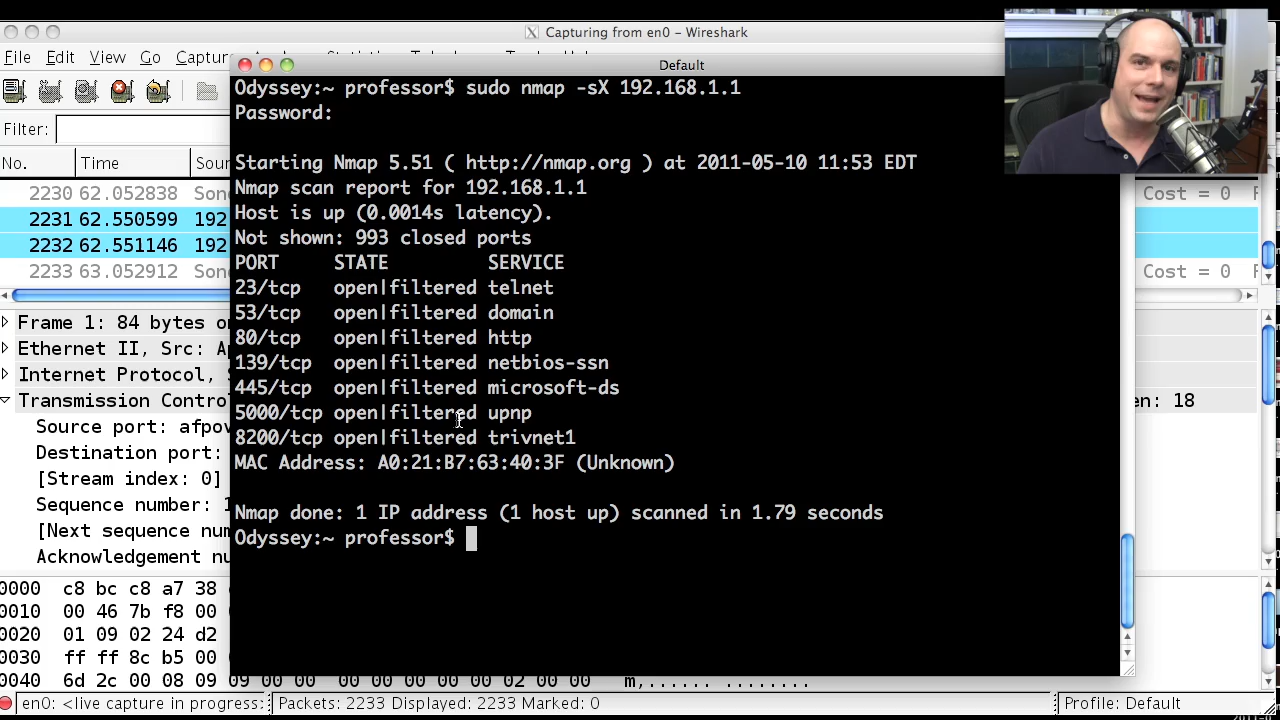 Capturing from en0 – Wireshark
File Edit View Go Captur
Default
Filter:
No. Time Sour
2230 62.052838 Son
2231 62.550599 192
2232 62.551146 192
2233 63.052912 Son
Cost = 0
Cost = 0
Frame 1: 84 bytes on
Ethernet II, Src: Ap
Internet Protocol, S
Transmission Contro
en: 18
Source port: afpov
Destination port:
[Stream index: 0]
Sequence number: 1
[Next sequence num
Acknowledgement nu
Odyssey:~ professor$ sudo nmap -sX 192.168.1.1
Password:
Starting Nmap 5.51 ( http://nmap.org ) at 2011-05-10 11:53 EDT
Nmap scan report for 192.168.1.1
Host is up (0.0014s latency).
Not shown: 993 closed ports
PORT STATE SERVICE
23/tcp open|filtered telnet
53/tcp open|filtered domain
80/tcp open|filtered http
139/tcp open|filtered netbios-ssn
445/tcp open|filtered microsoft-ds
5000/tcp open|filtered upnp
8200/tcp open|filtered trivnet1
MAC Address: A0:21:B7:63:40:3F (Unknown)
Nmap done: 1 IP address (1 host up) scanned in 1.79 seconds
Odyssey:~ professor$
0000 c8 bc c8 a7 38
0010 00 46 7b f8 00
0020 01 09 02 24 d2
0030 ff ff 8c b5 00
0040 6d 2c 00 08 09 09 00 00 00 00 00 00 02 00 00 m,...... ........
en0: <live capture in progress: Packets: 2233 Displayed: 2233 Marked: 0 Profile: Default